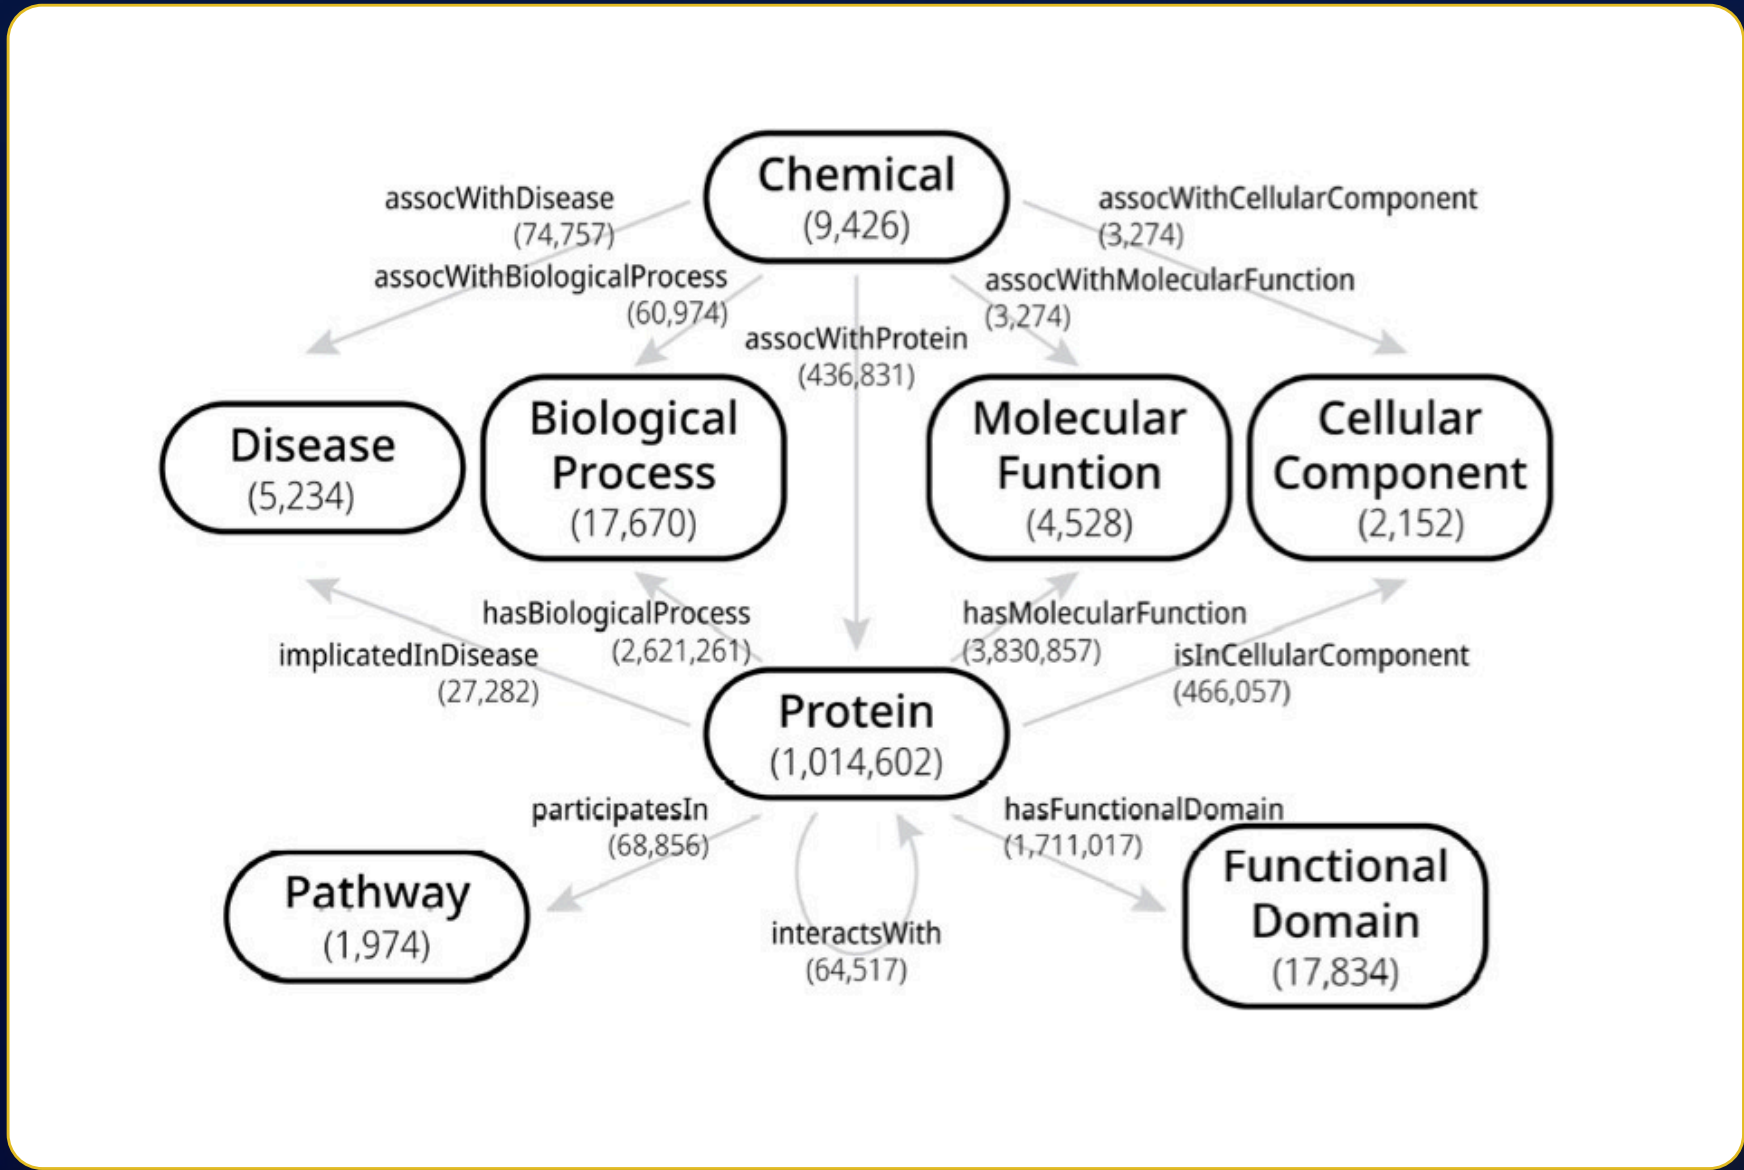 Chemical
(9,426)
assocWithDisease
(74,757)
assocWithCellularComponent
(3,274)
assocWithBiologicalProcess
(60,974)
assocWithMolecularFunction
(3,274)
assocWithProtein
(436,831)
Disease
(5,234)
Biological
Process
(17,670)
Molecular
Funtion
(4,528)
Cellular
Component
(2,152)
hasBiologicalProcess
(2,621,261)
hasMolecularFunction
(3,830,857)
implicatedInDisease
(27,282)
isInCellularComponent
(466,057)
Protein
(1,014,602)
participatesIn
(68,856)
hasFunctionalDomain
(1,711,017)
Pathway
(1,974)
interactsWith
(64,517)
Functional
Domain
(17,834)